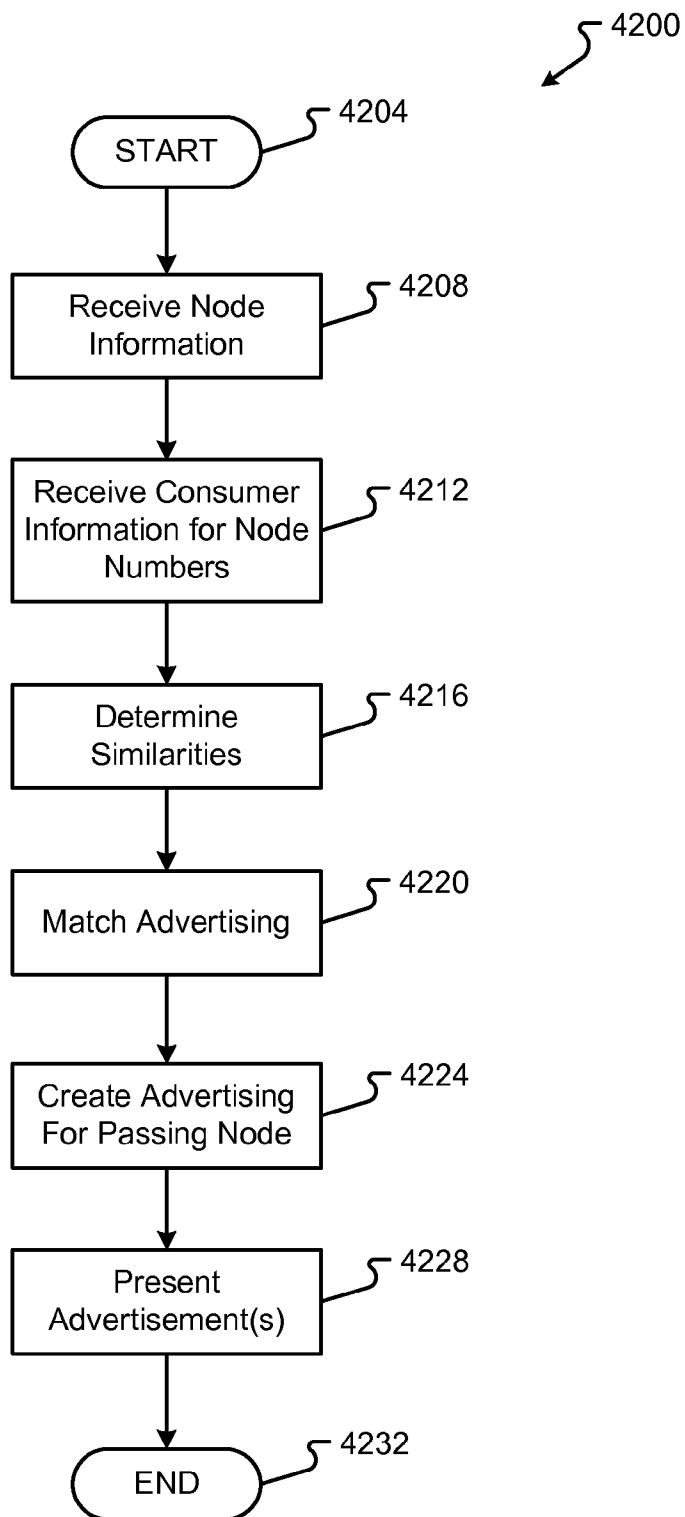 4200
START
4204
Receive Node
Information
4208
Receive Consumer
Information for Node
Numbers
4212
Determine
Similarities
4216
Match Advertising
4220
Create Advertising
For Passing Node
4224
Present
Advertisement(s)
4228
END
4232